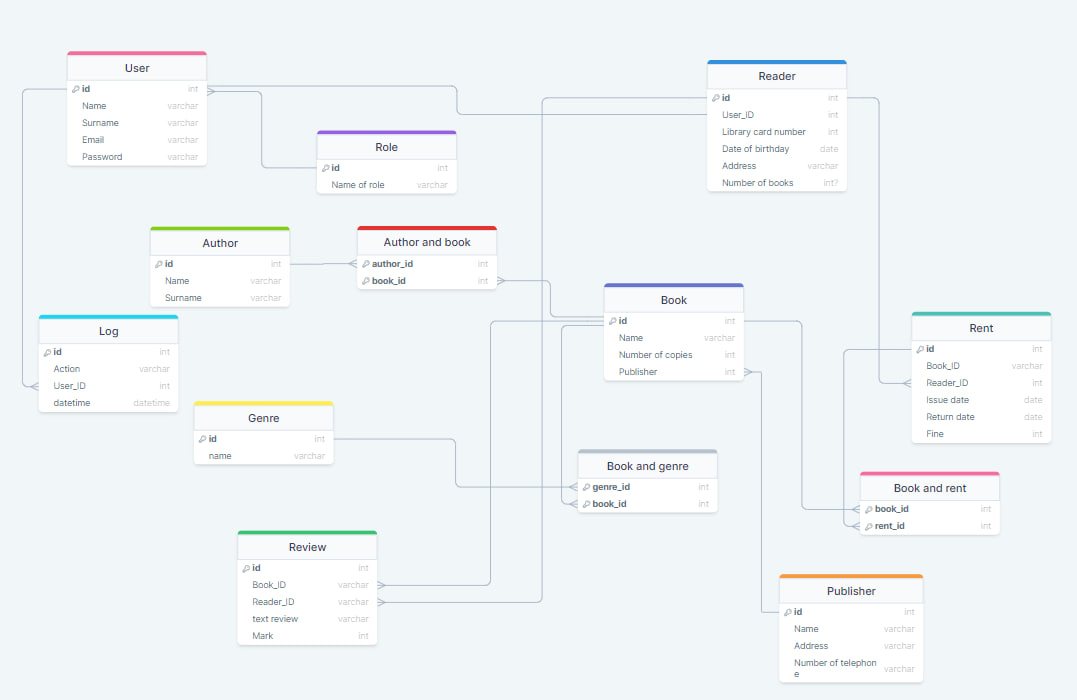 User
id int
Name varchar
Surname varchar
Email varchar
Password varchar
Reader
id int
User_ID int
Library card number int
Date of birthday date
Address varchar
Number of books int?
Role
id int
Name of role varchar
Author
id int
Name varchar
Surname varchar
Author and book
author_id int
book_id int
Book
id int
Name varchar
Number of copies int
Publisher int
Log
id int
Action varchar
User_ID int
datetime datetime
Rent
id int
Book_ID varchar
Reader_ID int
Issue date date
Return date date
Fine int
Genre
id int
name varchar
Book and genre
genre_id int
book_id int
Book and rent
book_id int
rent_id int
Review
id int
Book_ID varchar
Reader_ID varchar
text review varchar
Mark int
Publisher
id int
Name varchar
Address varchar
Number of telephon
e varchar